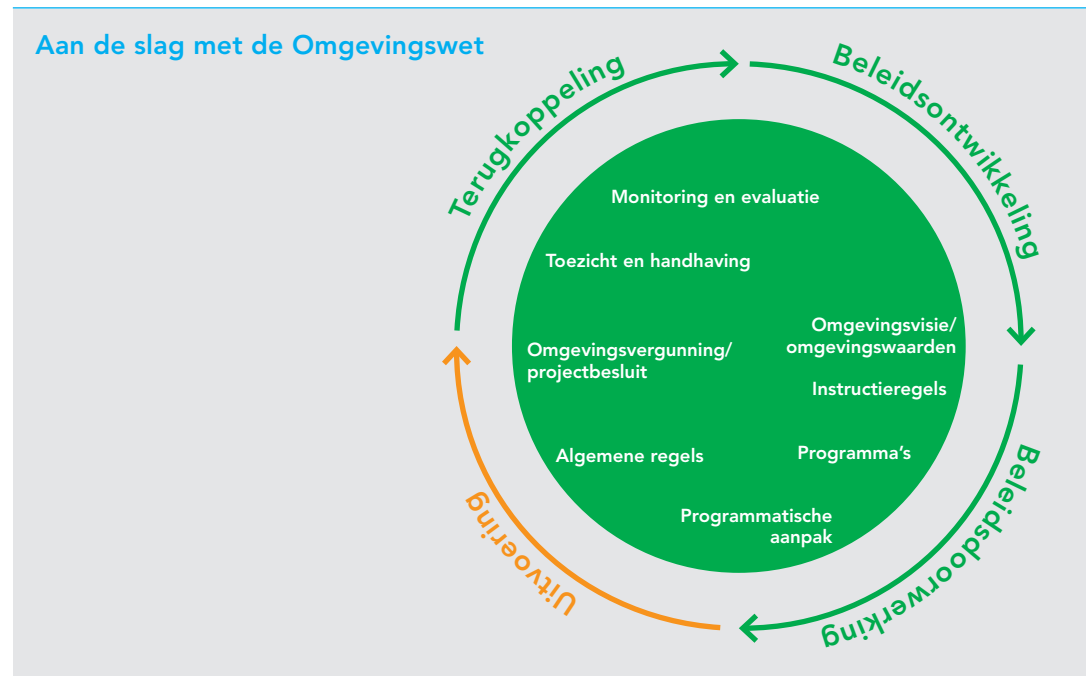 Aan de slag met de Omgevingswet
Terugkoppeling
Beleidsontwikkeling
Monitoring en evaluatie
Toezicht en handhaving
Omgevingsvisie/
omgevingswaarden
Omgevingsvergunning/
projectbesluit
Instructieregels
Algemene regels
Programma's
Programmatische
aanpak
Uitvoering
Beleidsdoorwerking